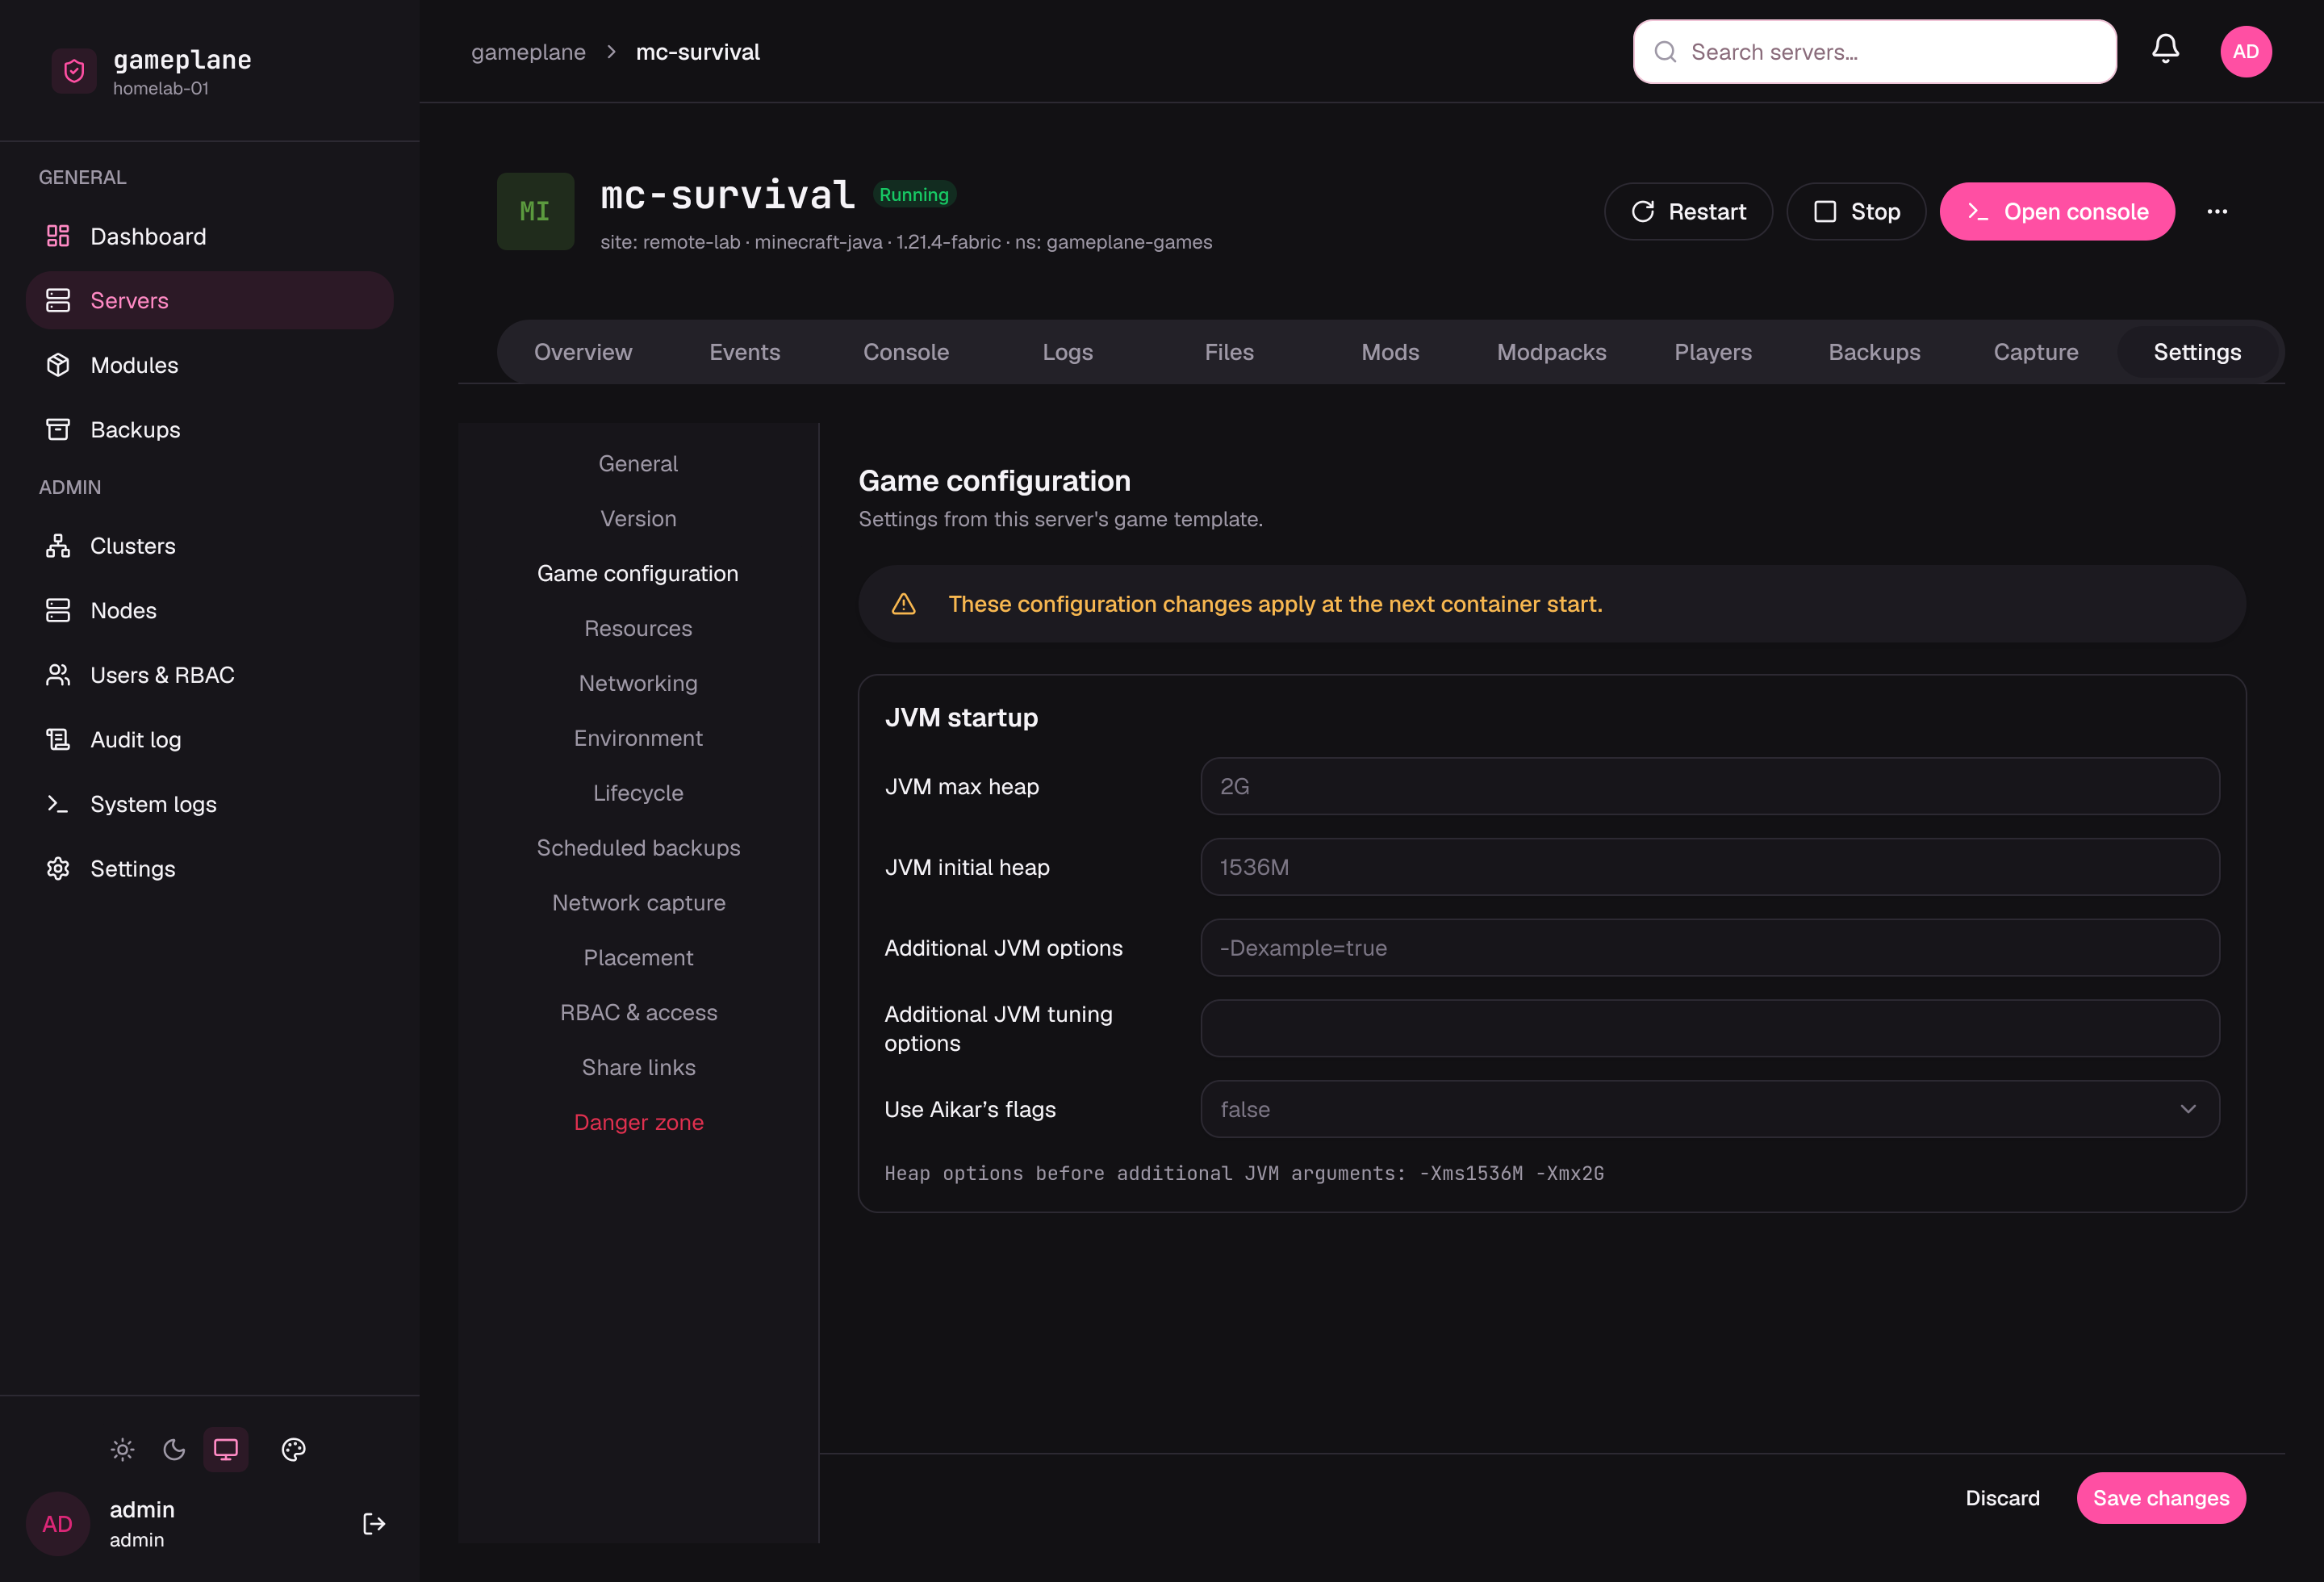 gameplane
homelab-01
GENERAL
Dashboard
Servers
Modules
Backups
ADMIN
Clusters
Nodes
Users & RBAC
Audit log
System logs
Settings
AD
admin
admin
gameplane > mc-survival
Search servers...
AD
MI
mc-survival
Running
site: remote-lab · minecraft-java · 1.21.4-fabric · ns: gameplane-games
Restart
Stop
Open console
Overview
Events
Console
Logs
Files
Mods
Modpacks
Players
Backups
Capture
Settings
General
Version
Game configuration
Resources
Networking
Environment
Lifecycle
Scheduled backups
Network capture
Placement
RBAC & access
Share links
Danger zone
Game configuration
Settings from this server's game template.
These configuration changes apply at the next container start.
JVM startup
JVM max heap
2G
JVM initial heap
1536M
Additional JVM options
-Dexample=true
Additional JVM tuning
options
Use Aikar’s flags
false
Heap options before additional JVM arguments: -Xms1536M -Xmx2G
Discard
Save changes